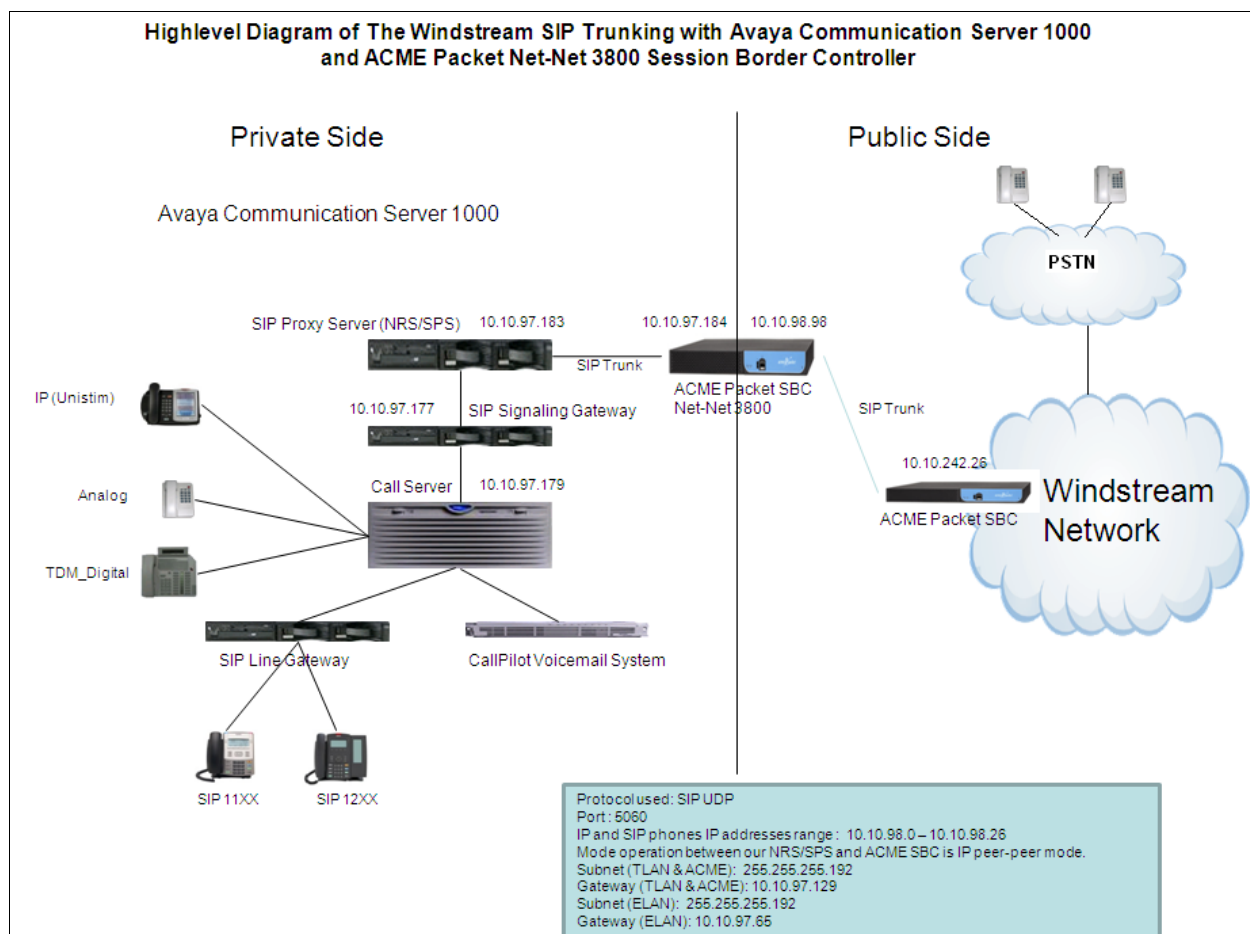 Highlevel Diagram of The Windstream SIP Trunking with Avaya Communication Server 1000
and ACME Packet Net-Net 3800 Session Border Controller
Private Side
Public Side
Avaya Communication Server 1000
PSTN
SIP Proxy Server (NRS/SPS)
10.10.97.183
10.10.97.184
10.10.98.98
SIP Trunk
ACME Packet SBC
Net-Net 3800
IP (Unistim)
10.10.97.177
SIP Signaling Gateway
SIP Trunk
10.10.242.26
Call Server
10.10.97.179
Analog
ACME Packet SBC
Windstream
Network
TDM_Digital
SIP Line Gateway
CallPilot Voicemail System
SIP 11XX
SIP 12XX
Protocol used: SIP UDP
Port : 5060
IP and SIP phones IP addresses range : 10.10.98.0 – 10.10.98.26
Mode operation between our NRS/SPS and ACME SBC is IP peer-peer mode.
Subnet (TLAN & ACME): 255.255.255.192
Gateway (TLAN & ACME): 10.10.97.129
Subnet (ELAN): 255.255.255.192
Gateway (ELAN): 10.10.97.65